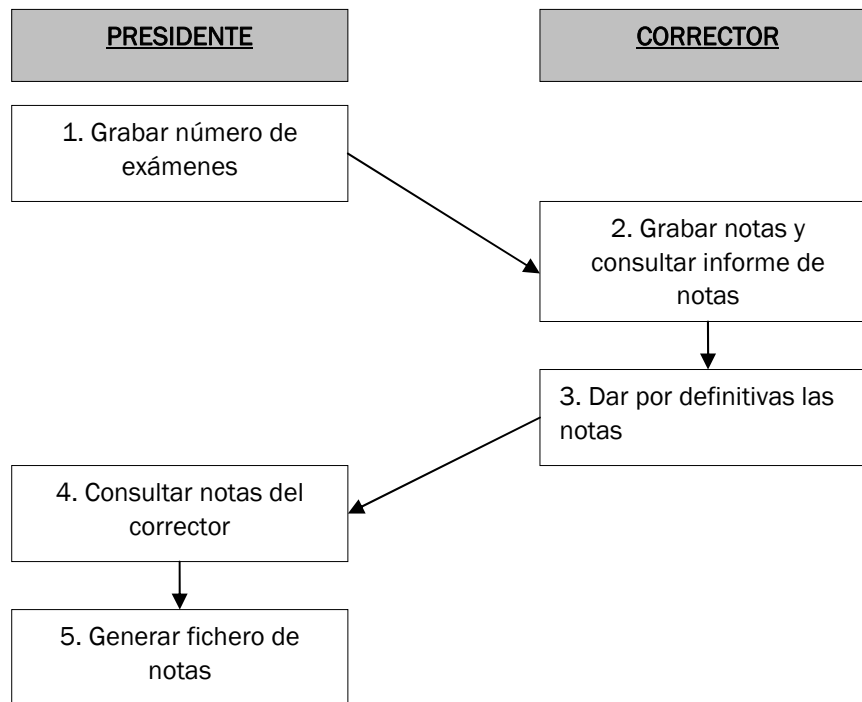 PRESIDENTE
CORRECTOR
1. Grabar número de
exámenes
2. Grabar notas y
consultar informe de
notas
3. Dar por definitivas las
notas
4. Consultar notas del
corrector
5. Generar fichero de
notas